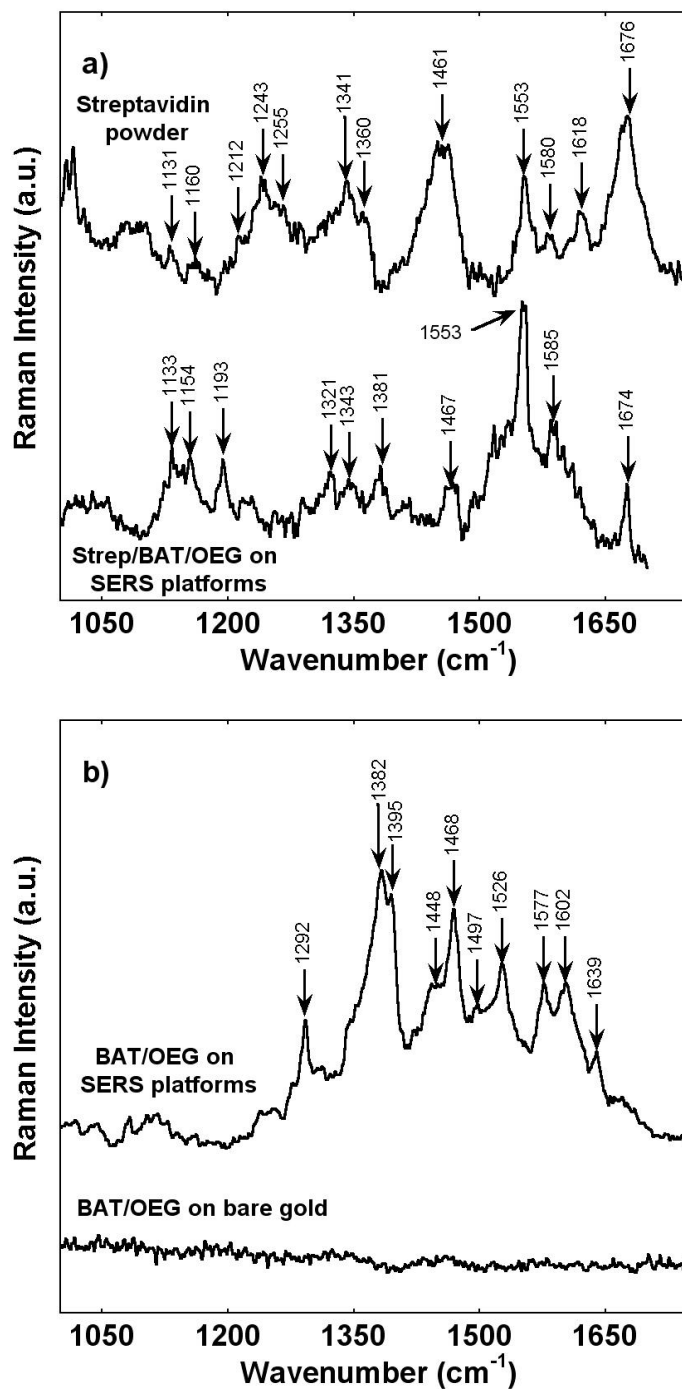 a)
Streptavidin
powder
1131
1160
1212
1243
1255
1341
1360
1461
1553
1580
1618
1676
1133
1154
1193
1321
1343
1381
1467
1553
1585
1674
Strep/BAT/OEG on
SERS platforms
Raman Intensity (a.u.)
1050 1200 1350 1500 1650
Wavenumber (cm⁻¹)
b)
1292
1382
1395
1448
1468
1497
1526
1577
1602
1639
BAT/OEG on
SERS platforms
BAT/OEG on bare gold
Raman Intensity (a.u.)
1050 1200 1350 1500 1650
Wavenumber (cm⁻¹)